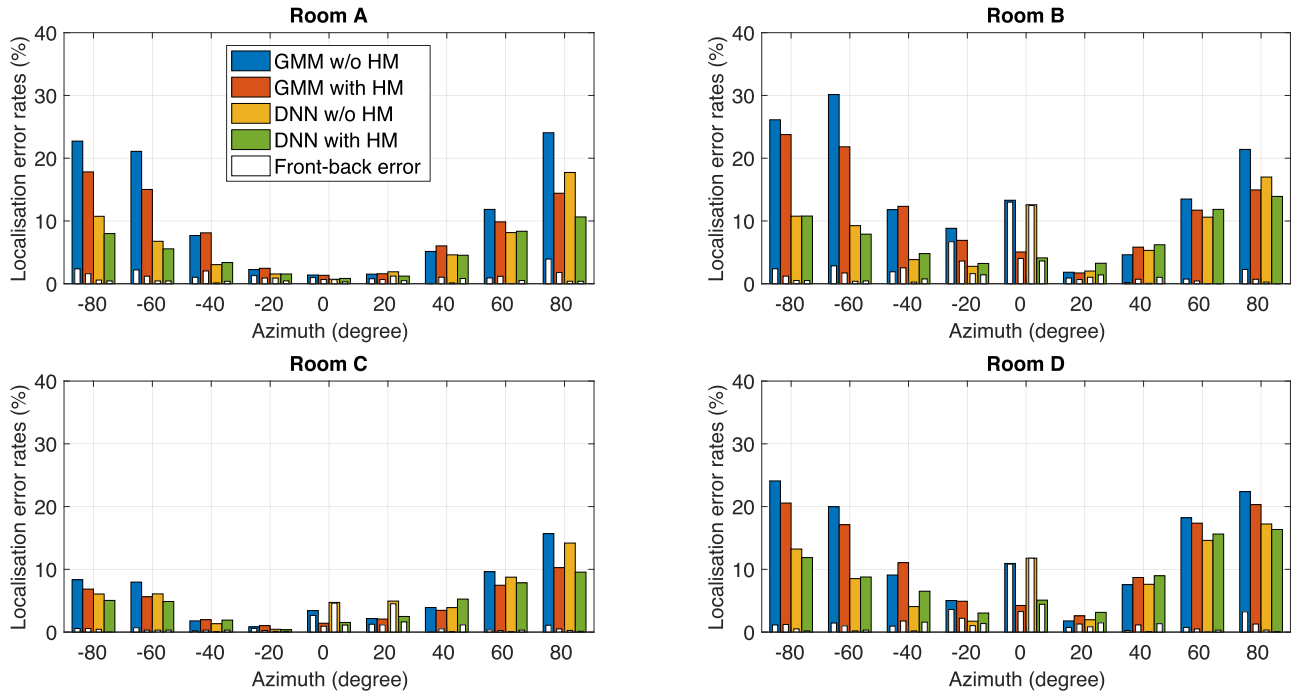 Room A
Localisation error rates (%)
40
30
20
10
0
GMM w/o HM
GMM with HM
DNN w/o HM
DNN with HM
Front-back error
-80 -60 -40 -20 0 20 40 60 80
Azimuth (degree)
Room B
Localisation error rates (%)
40
30
20
10
0
-80 -60 -40 -20 0 20 40 60 80
Azimuth (degree)
Room C
Localisation error rates (%)
40
30
20
10
0
-80 -60 -40 -20 0 20 40 60 80
Azimuth (degree)
Room D
Localisation error rates (%)
40
30
20
10
0
-80 -60 -40 -20 0 20 40 60 80
Azimuth (degree)